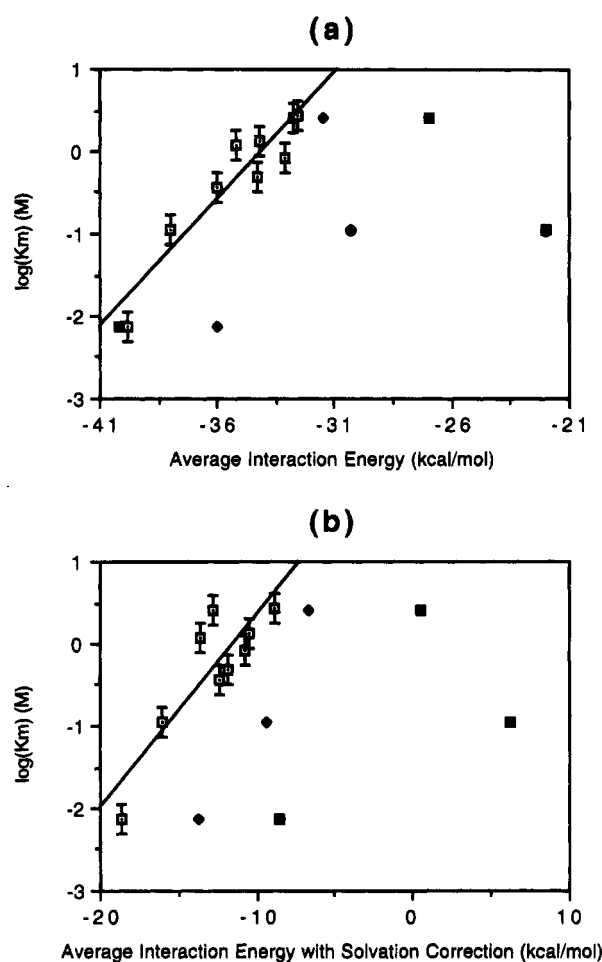 (a)
1
0
-1
-2
-3
log(Km) (M)
-41 -36 -31 -26 -21
Average Interaction Energy (kcal/mol)
(b)
1
0
-1
-2
-3
log(Km) (M)
-20 -10 0 10
Average Interaction Energy with Solvation Correction (kcal/mol)